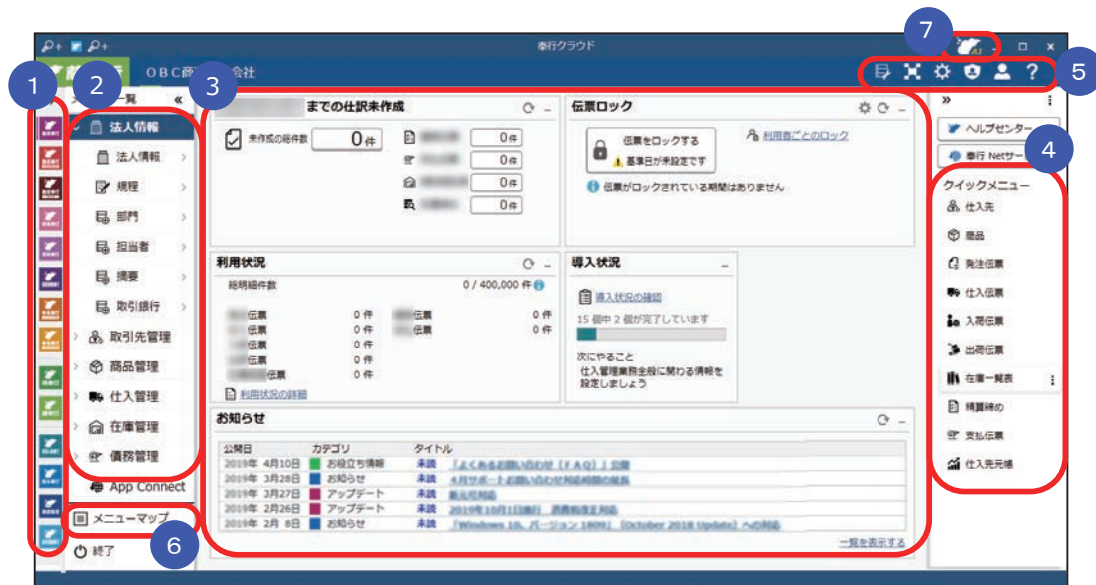 奉行クラウド
7
AI
OBC商
会社
5
1
2
3
一覧
«
法人情報
法人情報
規程
部門
担当者
摘要
取引銀行
取引先管理
商品管理
仕入管理
在庫管理
債務管理
App Connect
メニューマップ
6
終了
までの仕訳未作成
未作成の総件数 0件
0件
0件
0件
0件
伝票ロック
伝票をロックする
基準日が未設定です
利用者ごとのロック
伝票がロックされている期間はありません
利用状況
総明細件数 0 / 400,000 件
伝票 0 件 伝票 0 件
伝票 0 件 伝票 0 件
伝票 0 件
伝票 0 件
伝票 0 件
利用状況の詳細
導入状況
導入状況の確認
15 個中 2 個が完了しています
次にやること
仕入管理業務全般に関わる情報を
設定しましょう
お知らせ
公開日 カテゴリ タイトル
2019年 4月10日 お役立ち情報 未読 「よくあるお問い合わせ（FAQ）」公開
2019年 3月28日 お知らせ 未読 4月サポートお問い合わせ対応時間の延長
2019年 3月27日 アップデート 未読 新元号対応
2019年 2月26日 アップデート 未読 2019年10月1日施行 消費税改正対応
2019年 2月 8日 お知らせ 未読 「Windows 10、バージョン 1809」（October 2018 Update）への対応
一覧を表示する
»
ヘルプセンター
奉行 Netサー
4
クイックメニュー
仕入先
商品
発注伝票
仕入伝票
入荷伝票
出荷伝票
在庫一覧表
精算締め
支払伝票
仕入先元帳